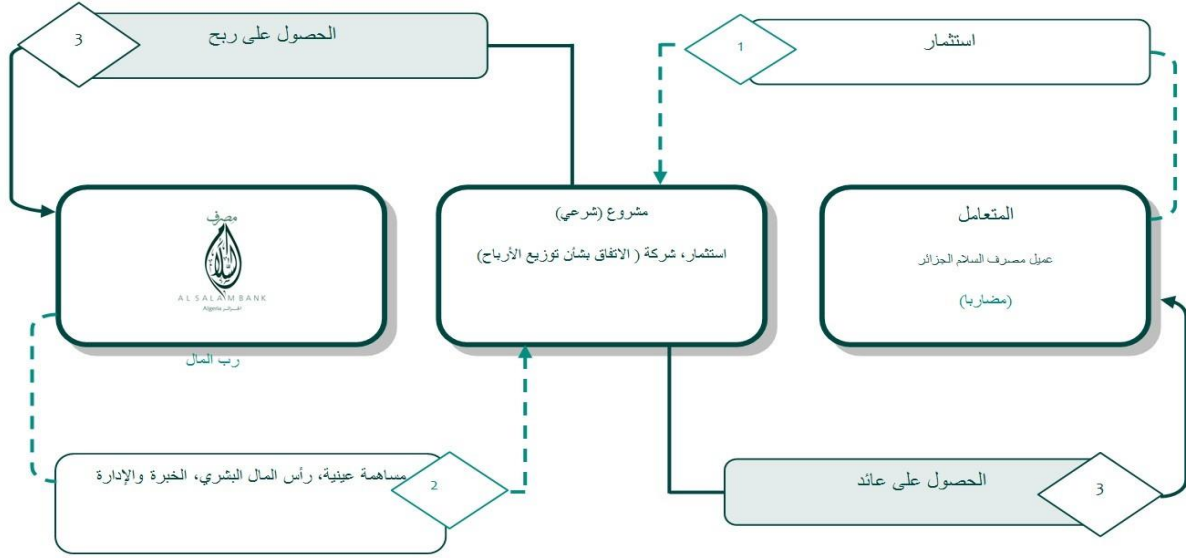 استثمار
1
الحصول على ربح
3
المتعامل
عميل مصرف السلام الجزائر
(مضاربا)
مشروع (شرعي)
استثمار، شركة ( الاتفاق بشأن توزيع الأرباح)
مصرف
السلام
AL SALAM BANK
Algeria الجزائر
رب المال
مساهمة عينية، رأس المال البشري، الخبرة والإدارة
2
الحصول على عائد
3